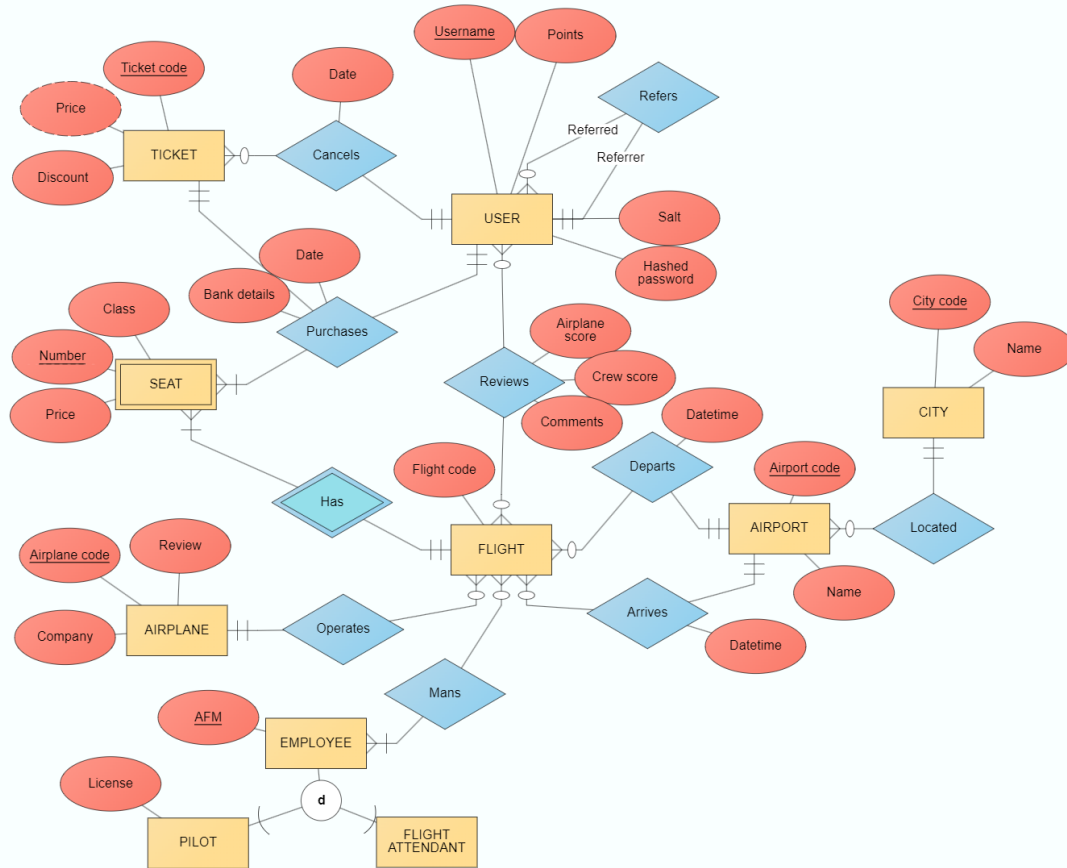 Username
Points
Ticket code
Date
Refers
Price
Referred
TICKET
Cancels
Referrer
Discount
USER
Salt
Date
Hashed
password
Bank details
Class
City code
Purchases
Airplane
score
Number
Name
SEAT
Reviews
Crew score
Price
Comments
Datetime
CITY
Flight code
Departs
Airport code
Has
AIRPORT
Located
Airplane code
Review
FLIGHT
Name
Company
AIRPLANE
Operates
Arrives
Datetime
Mans
AFM
EMPLOYEE
License
d
PILOT
FLIGHT
ATTENDANT